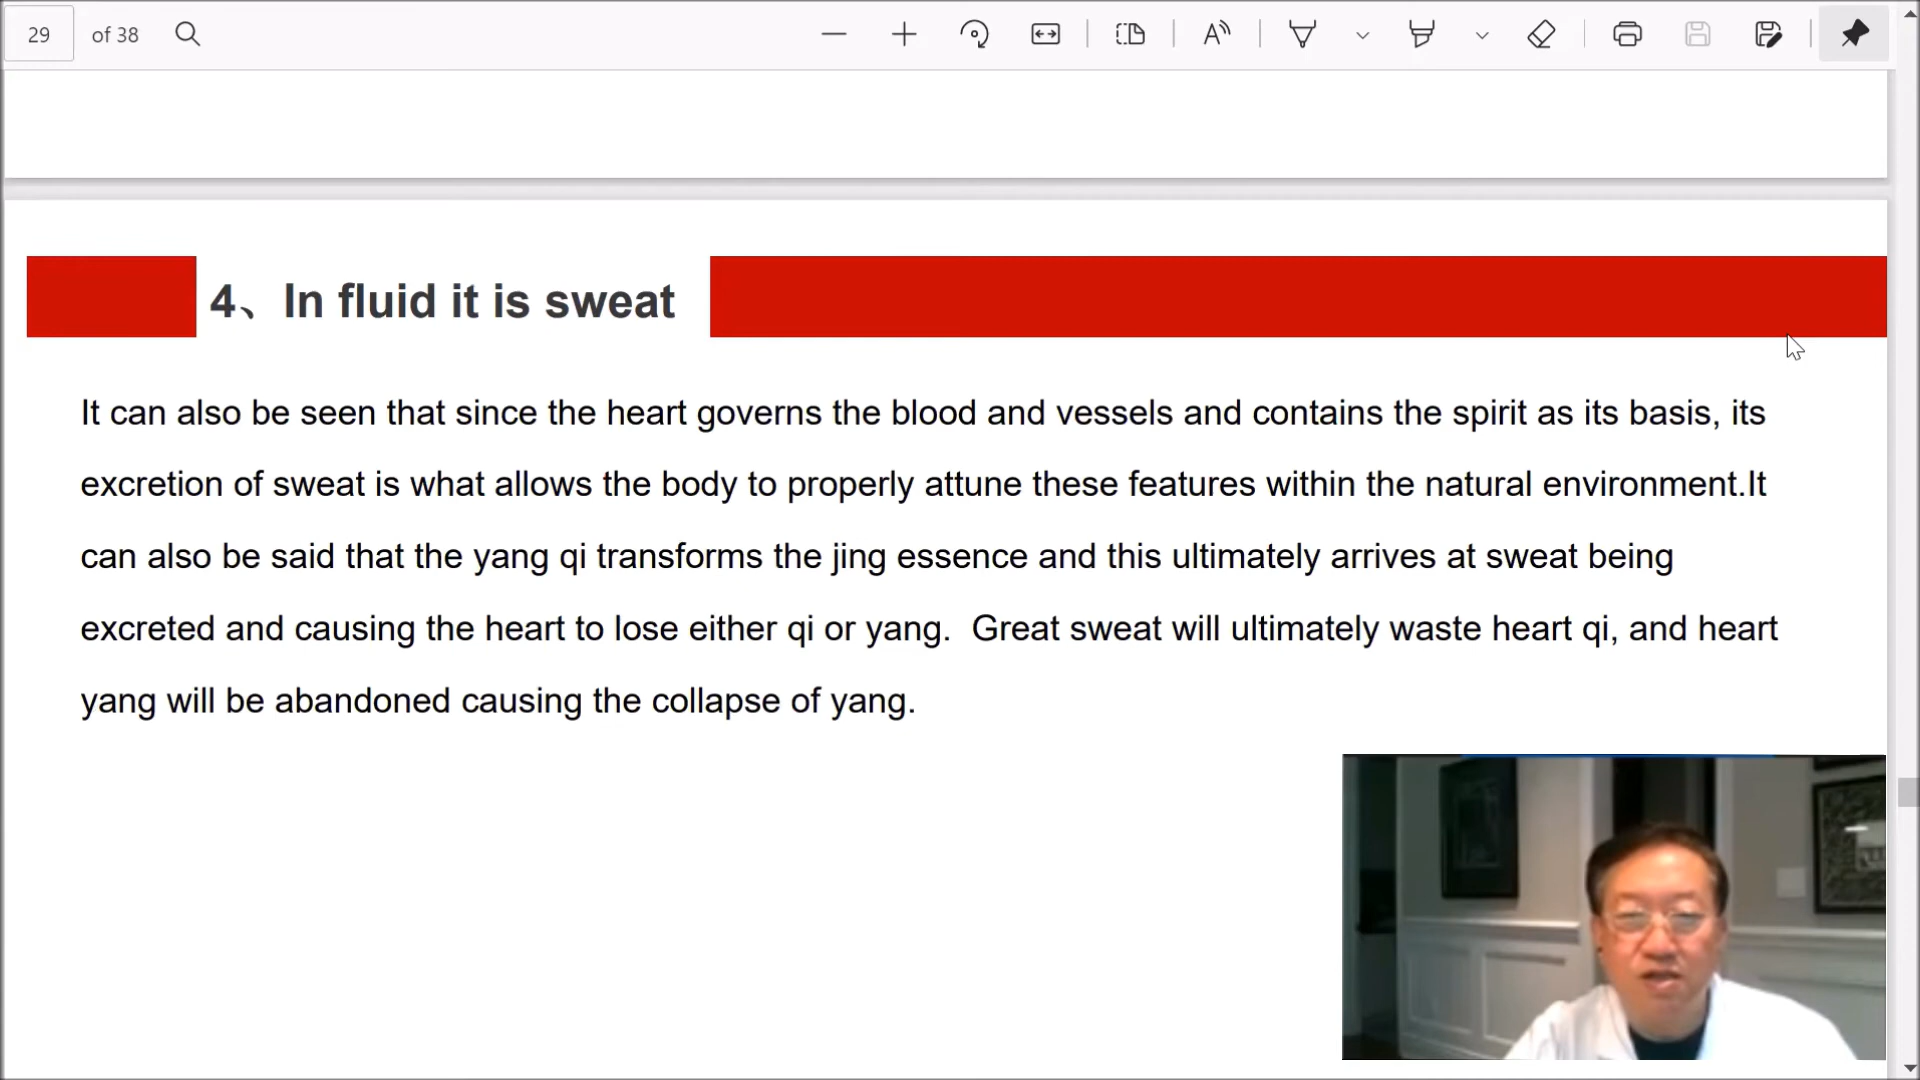 29 of 38
4、In fluid it is sweat
It can also be seen that since the heart governs the blood and vessels and contains the spirit as its basis, its
excretion of sweat is what allows the body to properly attune these features within the natural environment.It
can also be said that the yang qi transforms the jing essence and this ultimately arrives at sweat being
excreted and causing the heart to lose either qi or yang.  Great sweat will ultimately waste heart qi, and heart
yang will be abandoned causing the collapse of yang.